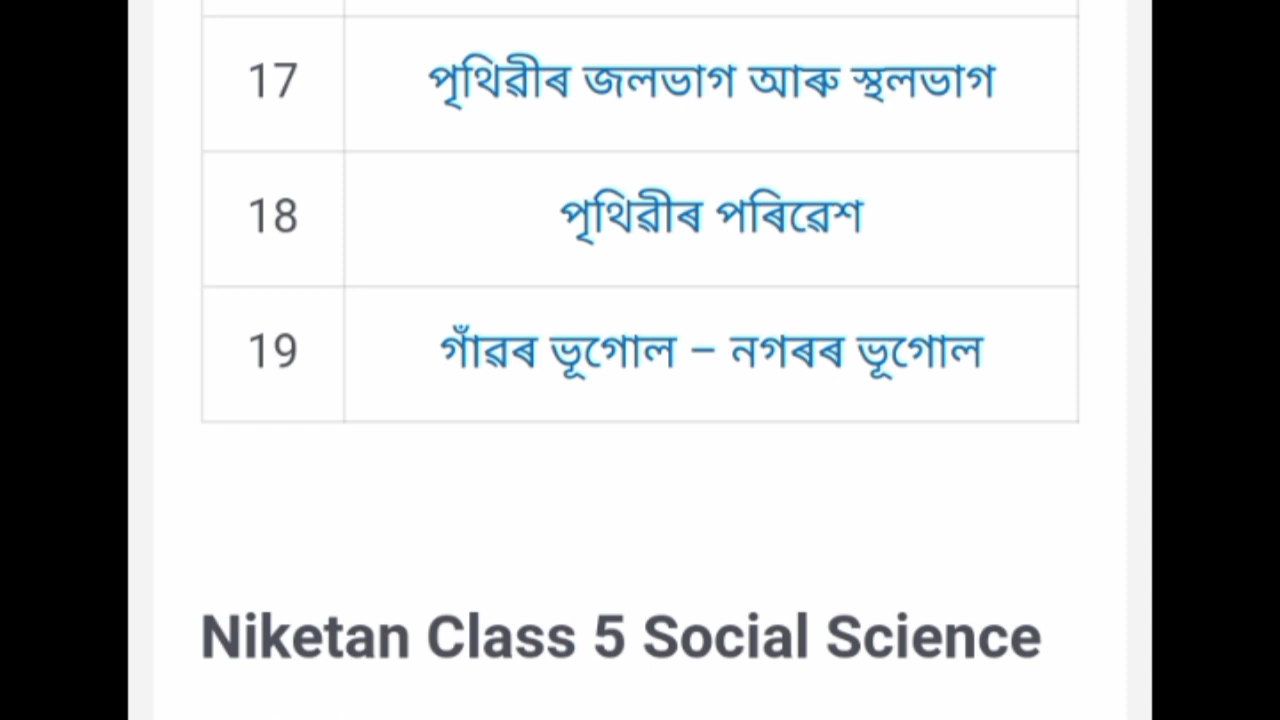 17 পৃথিৱীৰ জলভাগ আৰু স্থলভাগ
18 পৃথিৱীৰ পৰিৱেশ
19 গাঁৱৰ ভূগোল – নগৰৰ ভূগোল
Niketan Class 5 Social Science